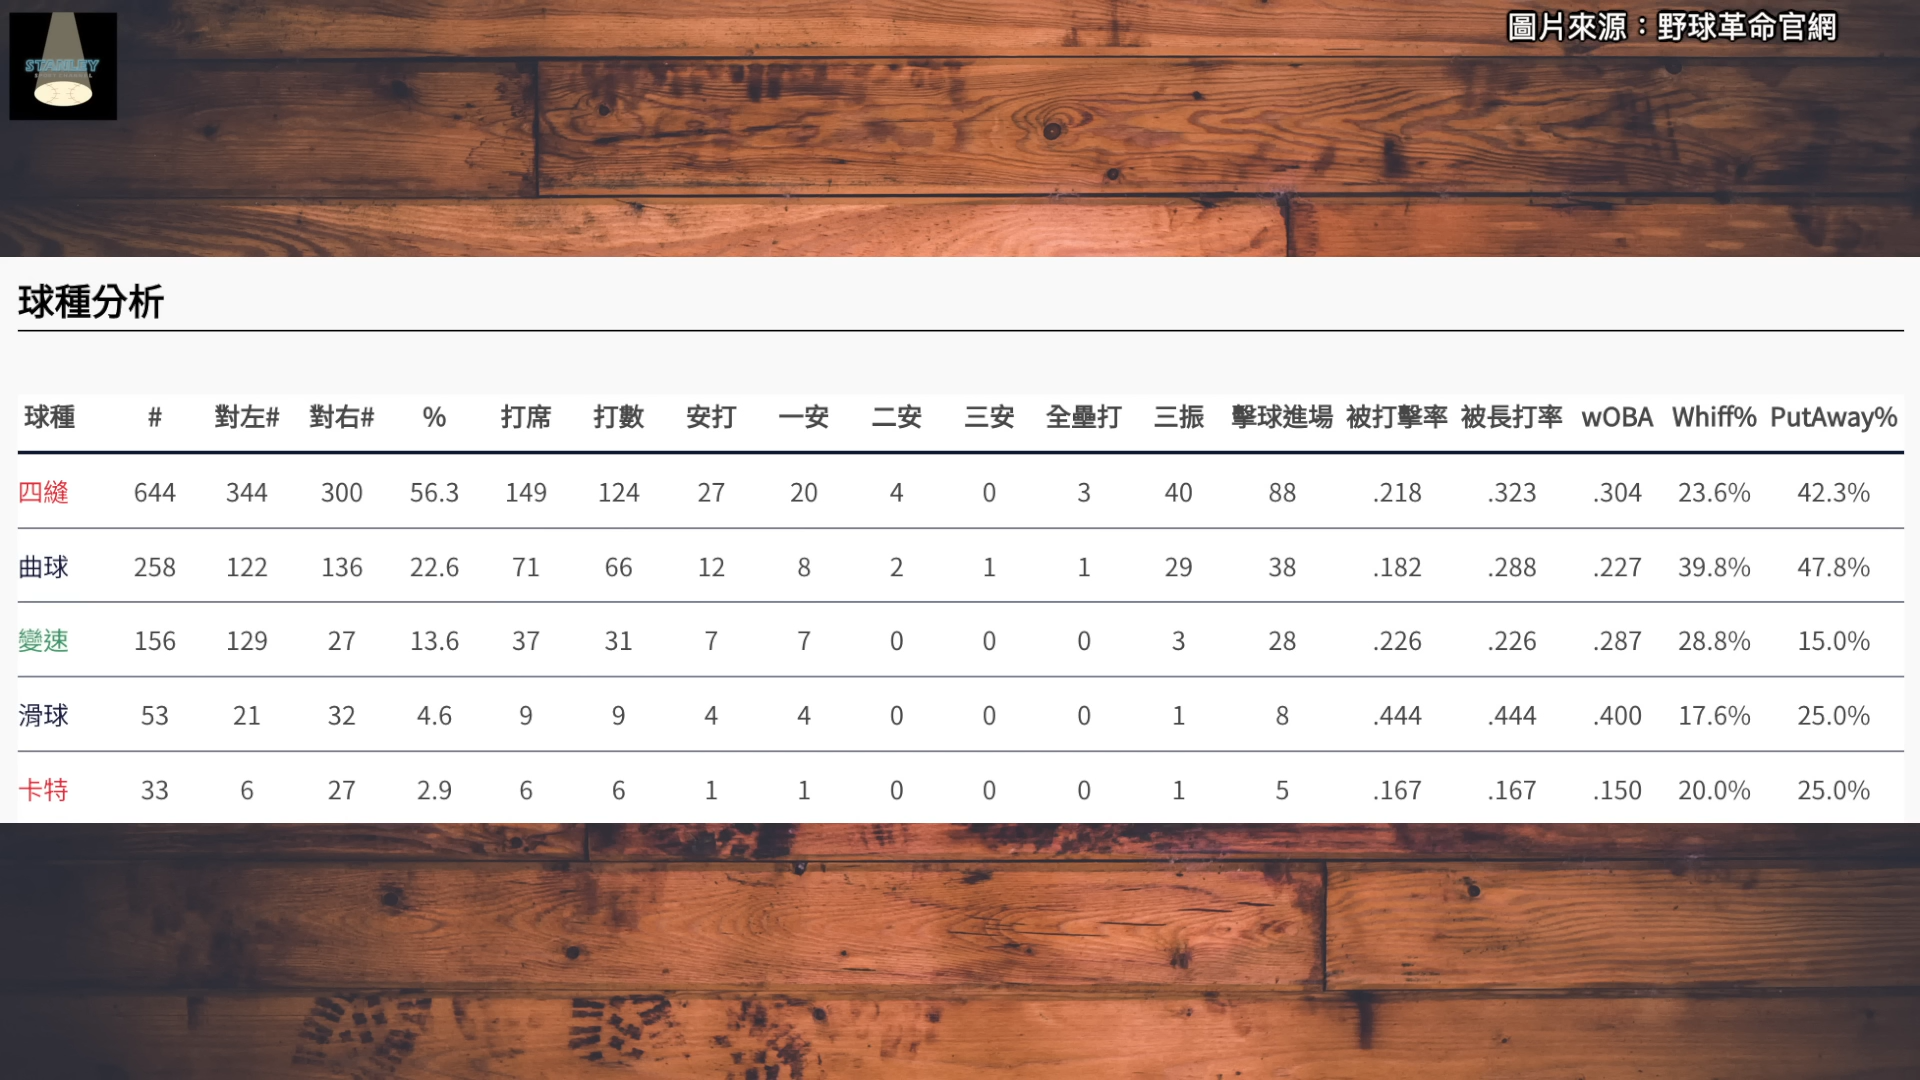 圖片來源：野球革命官網
STANLEY
球種分析
球種 # 對左# 對右# % 打席 打數 安打 一安 二安 三安 全壘打 三振 擊球進場 被打擊率 被長打率 wOBA Whiff% PutAway%
四縫 644 344 300 56.3 149 124 27 20 4 0 3 40 88 .218 .323 .304 23.6% 42.3%
曲球 258 122 136 22.6 71 66 12 8 2 1 1 29 38 .182 .288 .227 39.8% 47.8%
變速 156 129 27 13.6 37 31 7 7 0 0 0 3 28 .226 .226 .287 28.8% 15.0%
滑球 53 21 32 4.6 9 9 4 4 0 0 0 1 8 .444 .444 .400 17.6% 25.0%
卡特 33 6 27 2.9 6 6 1 1 0 0 0 1 5 .167 .167 .150 20.0% 25.0%